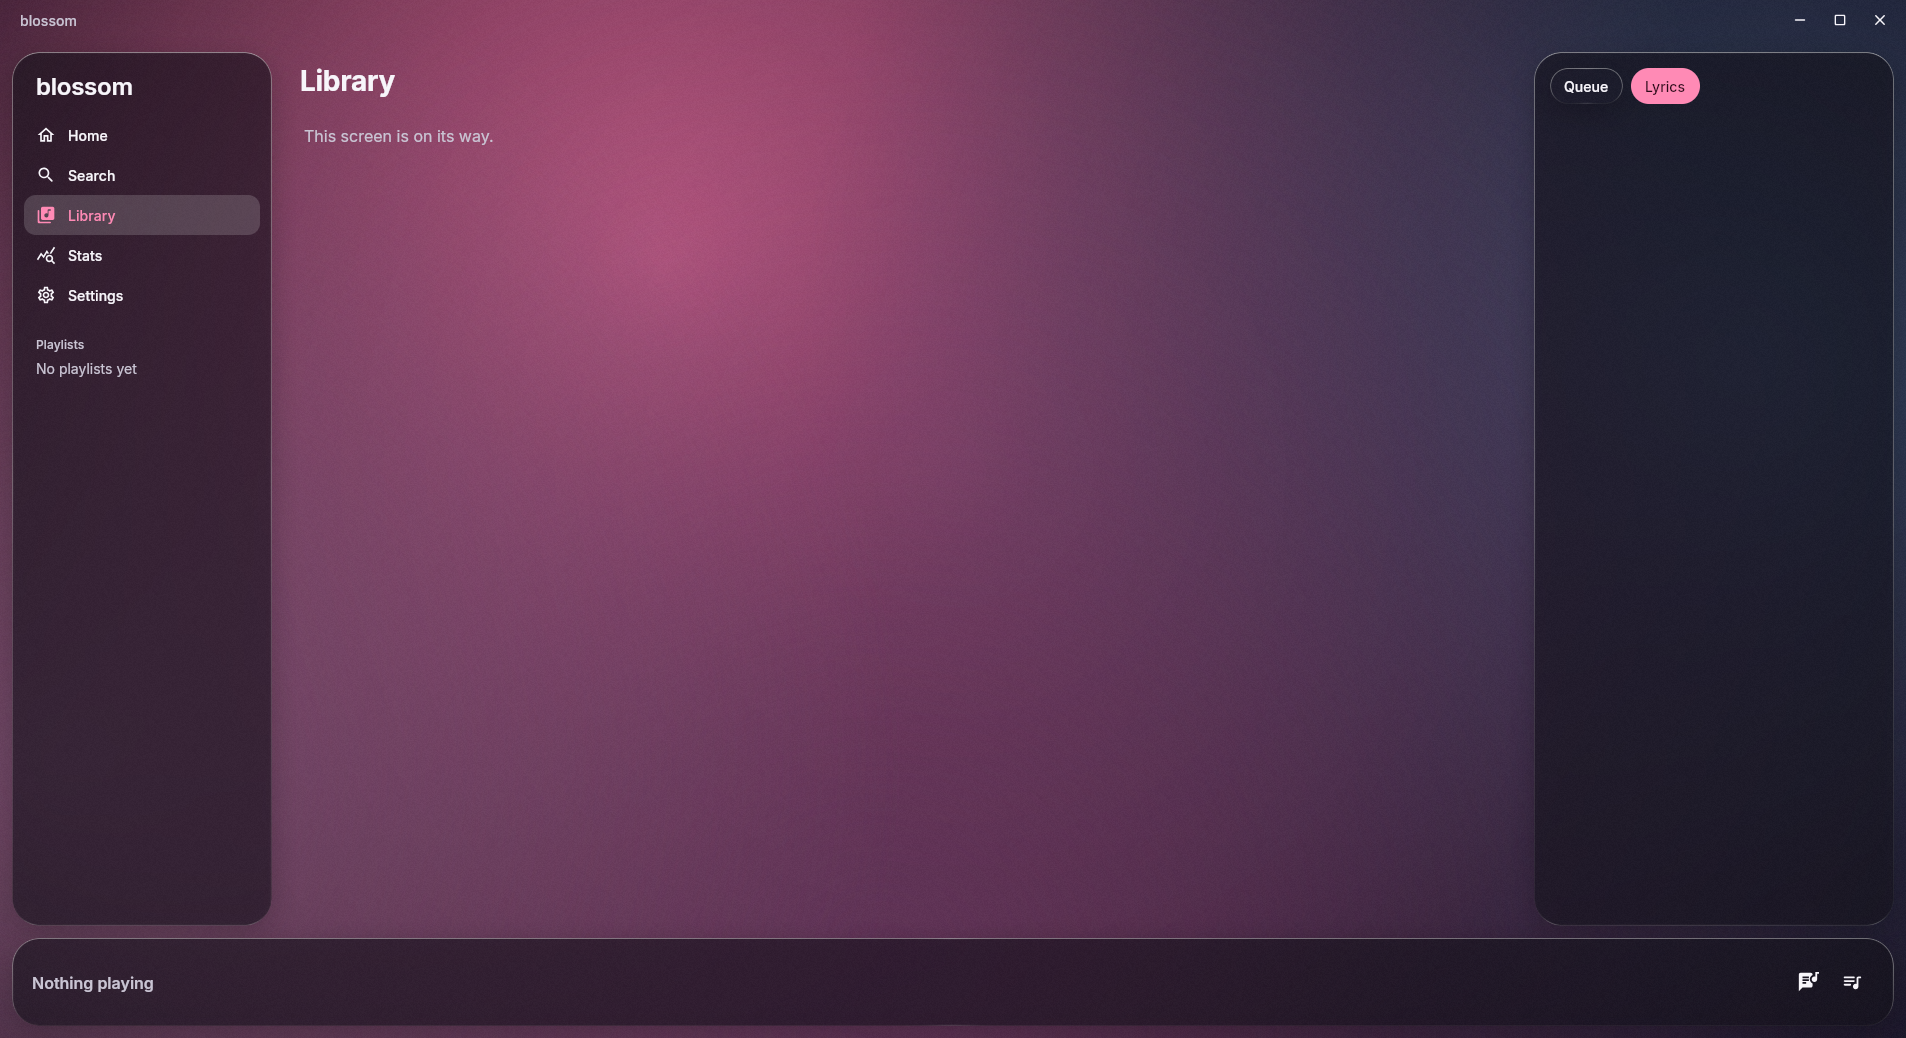 blossom
blossom
Home
Search
Library
Stats
Settings
Playlists
No playlists yet
Library
This screen is on its way.
Queue
Lyrics
Nothing playing